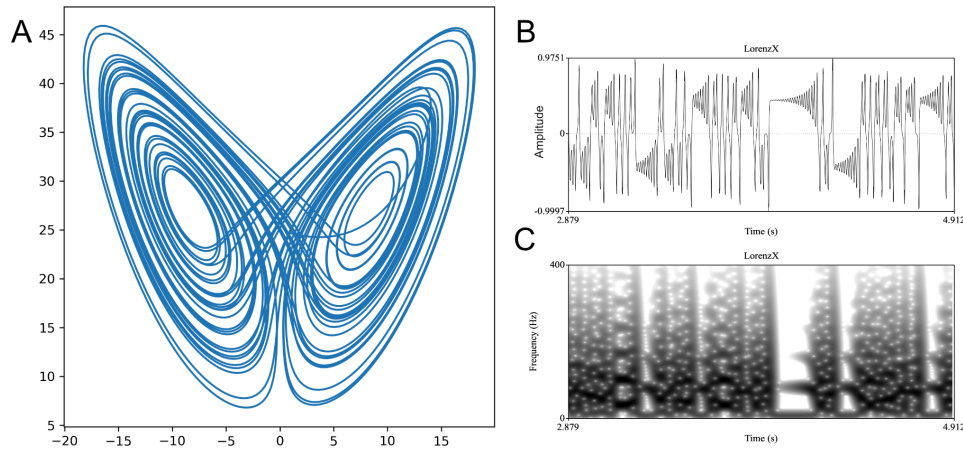 A
45
40
35
30
25
20
15
10
5
−20
−15
−10
−5
0
5
10
15
B
LorenzX
0.9751
Amplitude
0
-0.9997
2.879
4.912
Time (s)
C
LorenzX
400
Frequency (Hz)
0
2.879
4.912
Time (s)